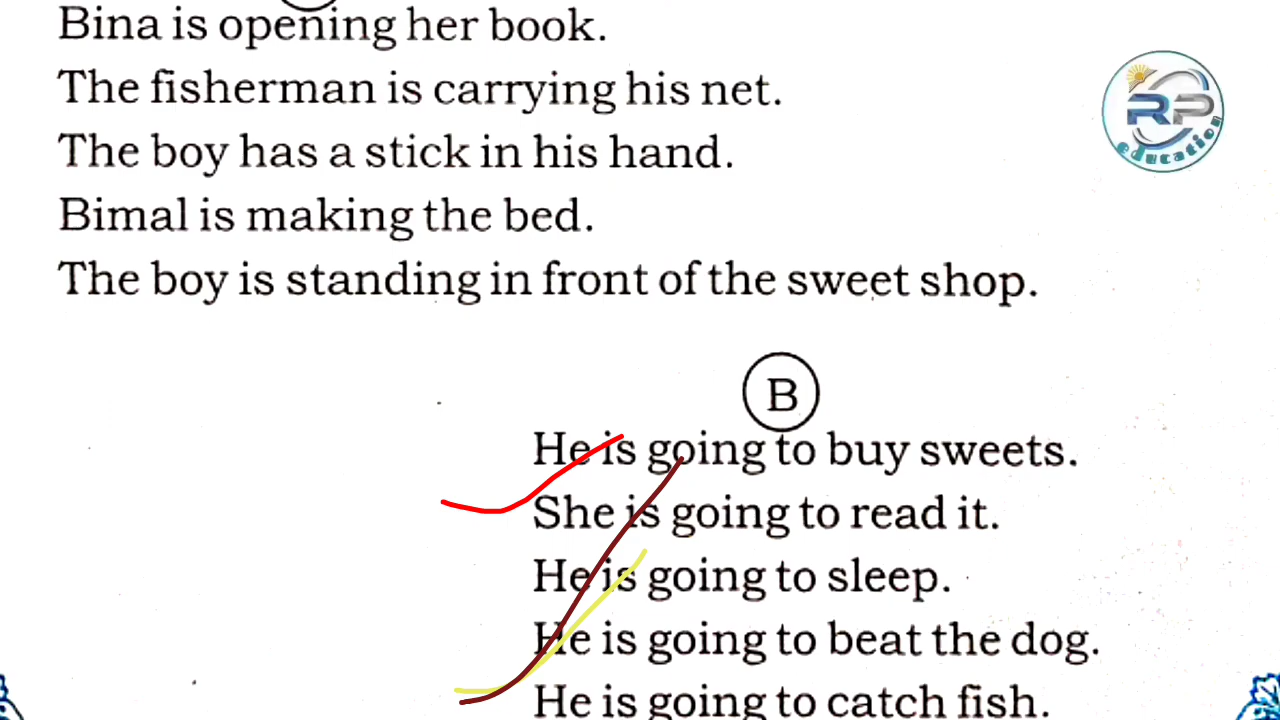 Bina is opening her book.
The fisherman is carrying his net.
The boy has a stick in his hand.
Bimal is making the bed.
The boy is standing in front of the sweet shop.
RP
education
B
He is going to buy sweets.
She is going to read it.
He is going to sleep.
He is going to beat the dog.
He is going to catch fish.